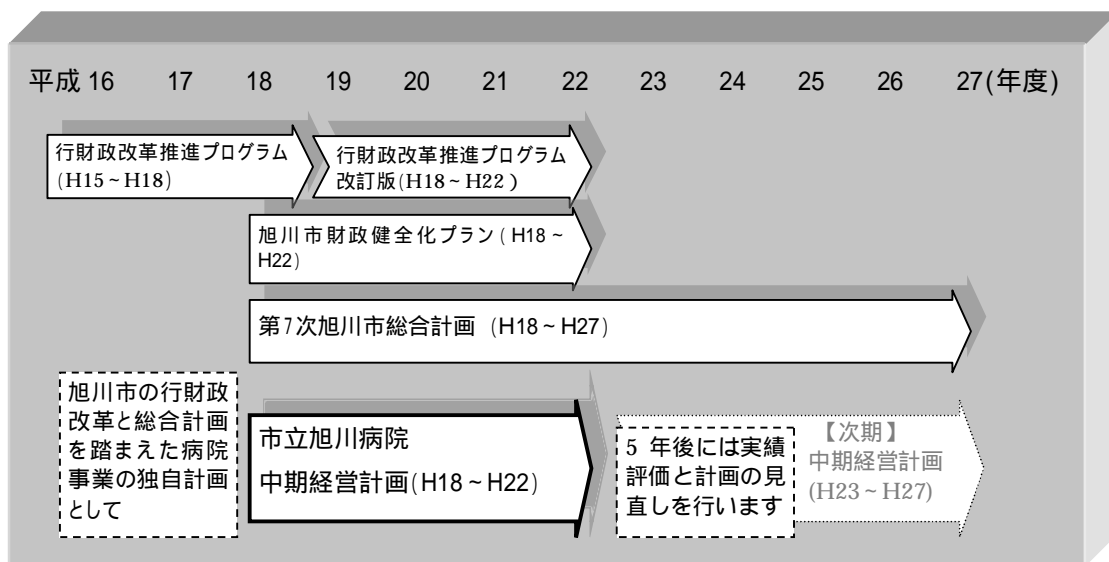 平成 16 17 18 19 20 21 22 23 24 25 26 27(年度)
行財政改革推進プログラム
(H15~H18)
行財政改革推進プログラム
改訂版(H18~H22)
旭川市財政健全化プラン(H18~
H22)
第7次旭川市総合計画 (H18~H27)
旭川市の行財政
改革と総合計画
を踏まえた病院
事業の独自計画
として
市立旭川病院
中期経営計画(H18~H22)
5 年後には実績
評価と計画の見
直しを行います
【次期】
中期経営計画
(H23~H27)